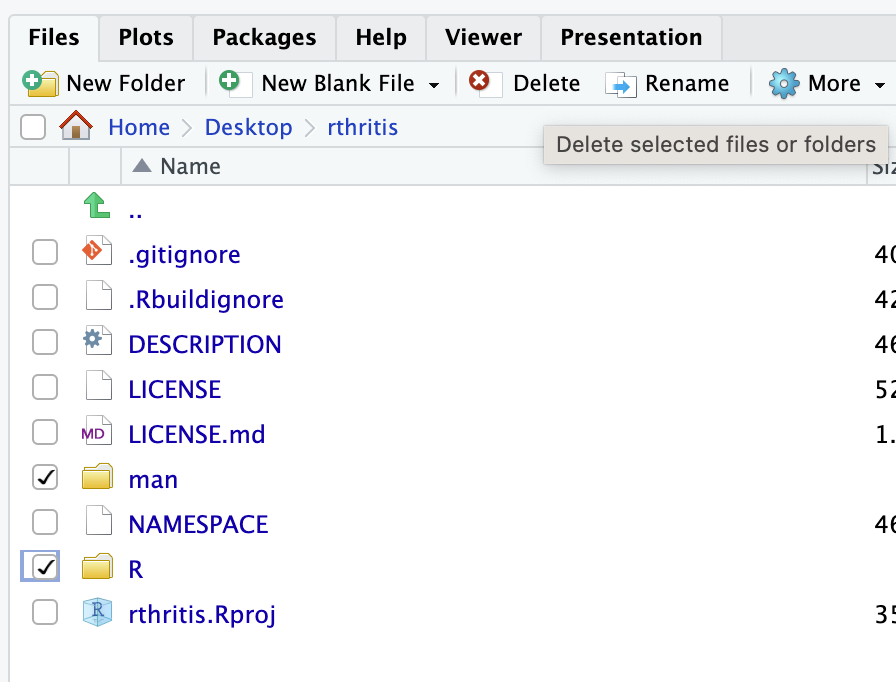 Files Plots Packages Help Viewer Presentation
New Folder New Blank File Delete Rename More
Home Desktop rthritis
Delete selected files or folders
Name
..
.gitignore 40
.Rbuildignore 42
DESCRIPTION 46
LICENSE 52
MD LICENSE.md 1.
man
NAMESPACE 46
R
R rthritis.Rproj 35